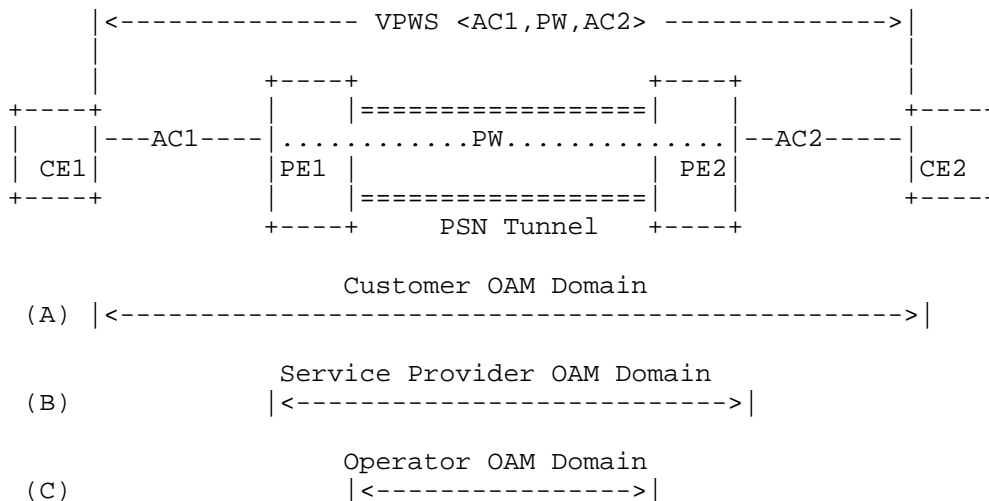 |<--------------- VPWS <AC1,PW,AC2> -------------->|
|                                                  |
|          +----+                  +----+          |
+----+     |    |==================|    |     +----+
|    |---AC1----|............PW..............|--AC2-----|    |
| CE1|     |PE1 |                  | PE2|     |CE2
+----+     |    |==================|    |     +----+
+----+     PSN Tunnel     +----+
Customer OAM Domain
(A) |<-------------------------------------------------->|
Service Provider OAM Domain
(B) |<--------------------------->|
Operator OAM Domain
(C) |<---------------->|